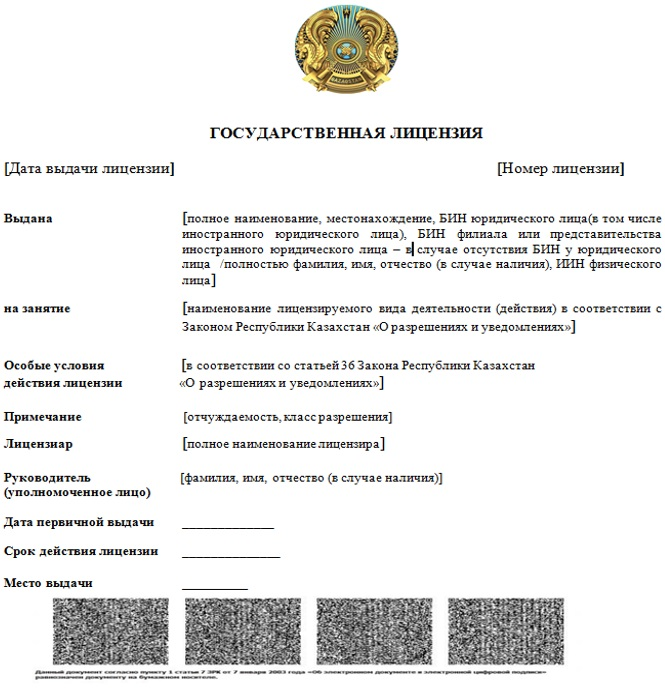 ҚАЗАҚСТАН
ГОСУДАРСТВЕННАЯ ЛИЦЕНЗИЯ
[Дата выдачи лицензии] [Номер лицензии]
Выдана [полное наименование, местонахождение, БИН юридического лица(в том числе
иностранного юридического лица), БИН филиала или представительства
иностранного юридического лица – в случае отсутствия БИН у юридического
лица /полностью фамилия, имя, отчество (в случае наличия), ИИН физического
лица]
на занятие [наименование лицензируемого вида деятельности (действия) в соответствии с
Законом Республики Казахстан «О разрешениях и уведомлениях»]
Особые условия [в соответствии со статьей 36 Закона Республики Казахстан
действия лицензии «О разрешениях и уведомлениях»]
Примечание [отчуждаемость, класс разрешения]
Лицензиар [полное наименование лицензира]
Руководитель [фамилия, имя, отчество (в случае наличия)]
(уполномоченное лицо)
Дата первичной выдачи ______________
Срок действия лицензии _______________
Место выдачи __________
Данный документ согласно пункту 1 статьи 7 ЗРК от 7 января 2003 года «Об электронном документе и электронной цифровой подписи»
равнозначен документу на бумажном носителе.